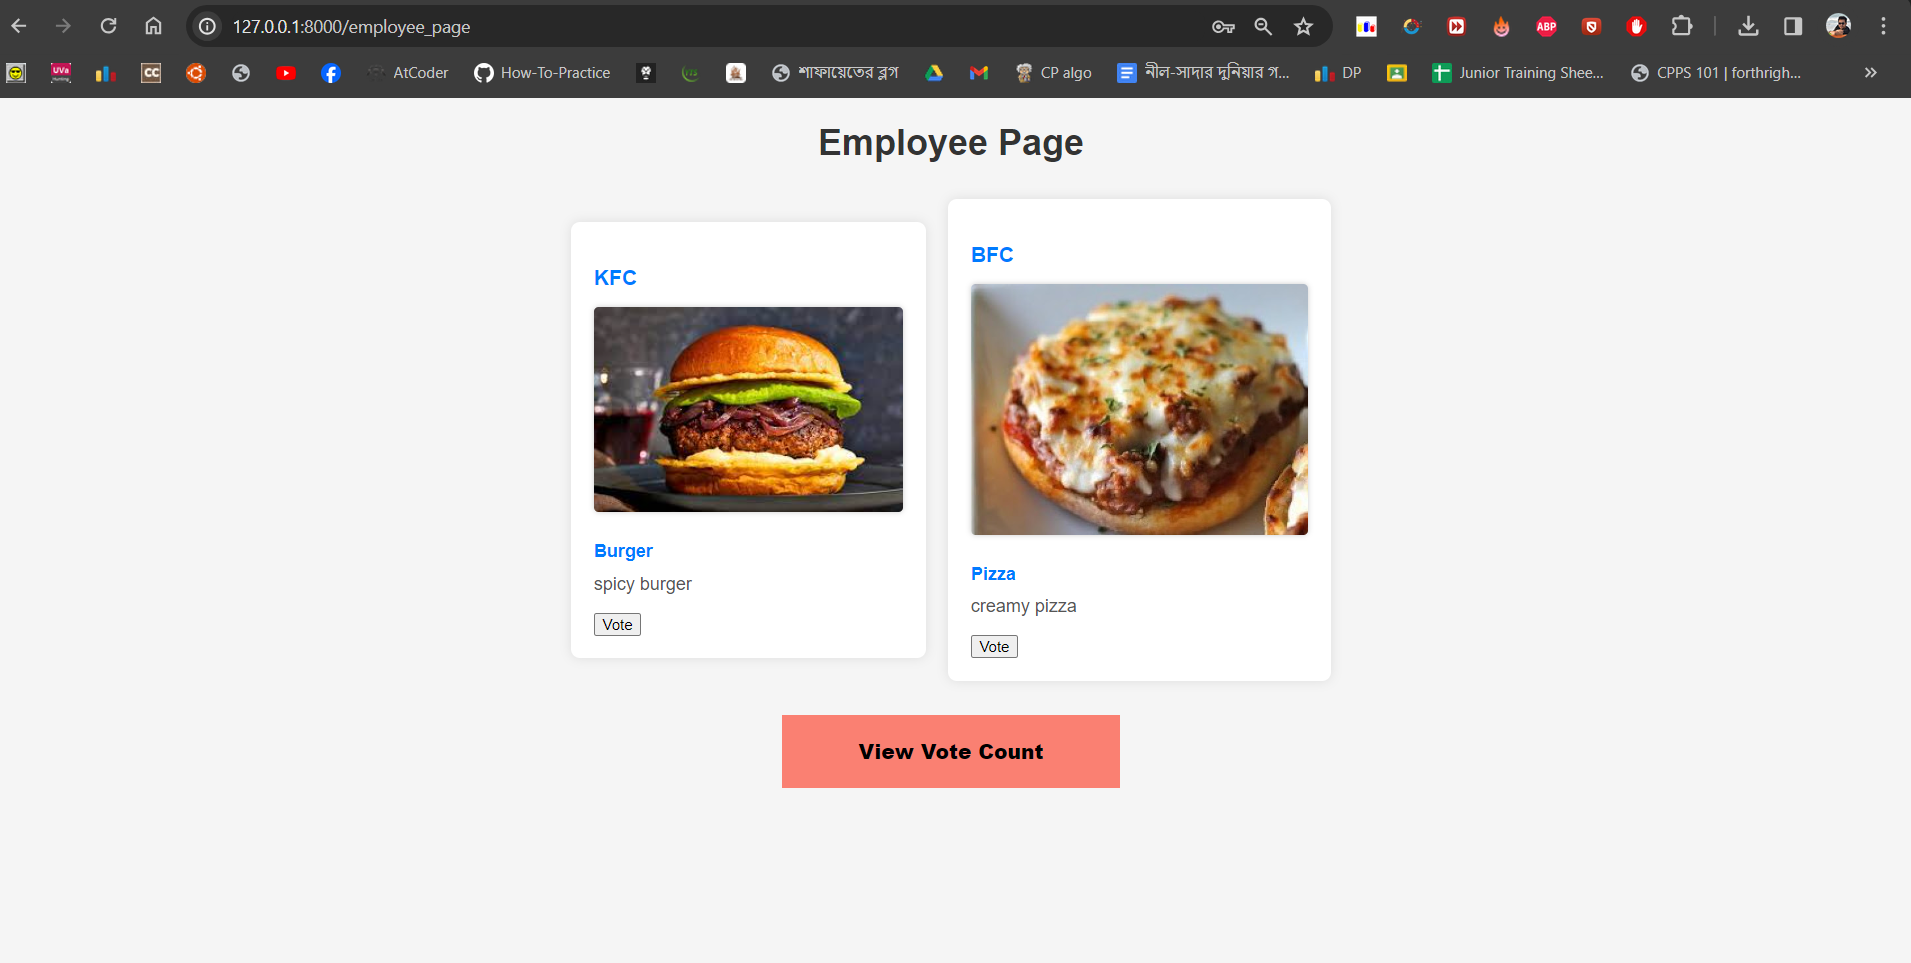 127.0.0.1:8000/employee_page
ABP
UVa
CC
AtCoder
How-To-Practice
শাফায়েতের ব্লগ
CP algo
নীল-সাদার দুনিয়ার গ...
DP
Junior Training Shee...
CPPS 101 | forthrigh...
Employee Page
KFC
BFC
Burger
spicy burger
Vote
Pizza
creamy pizza
Vote
View Vote Count